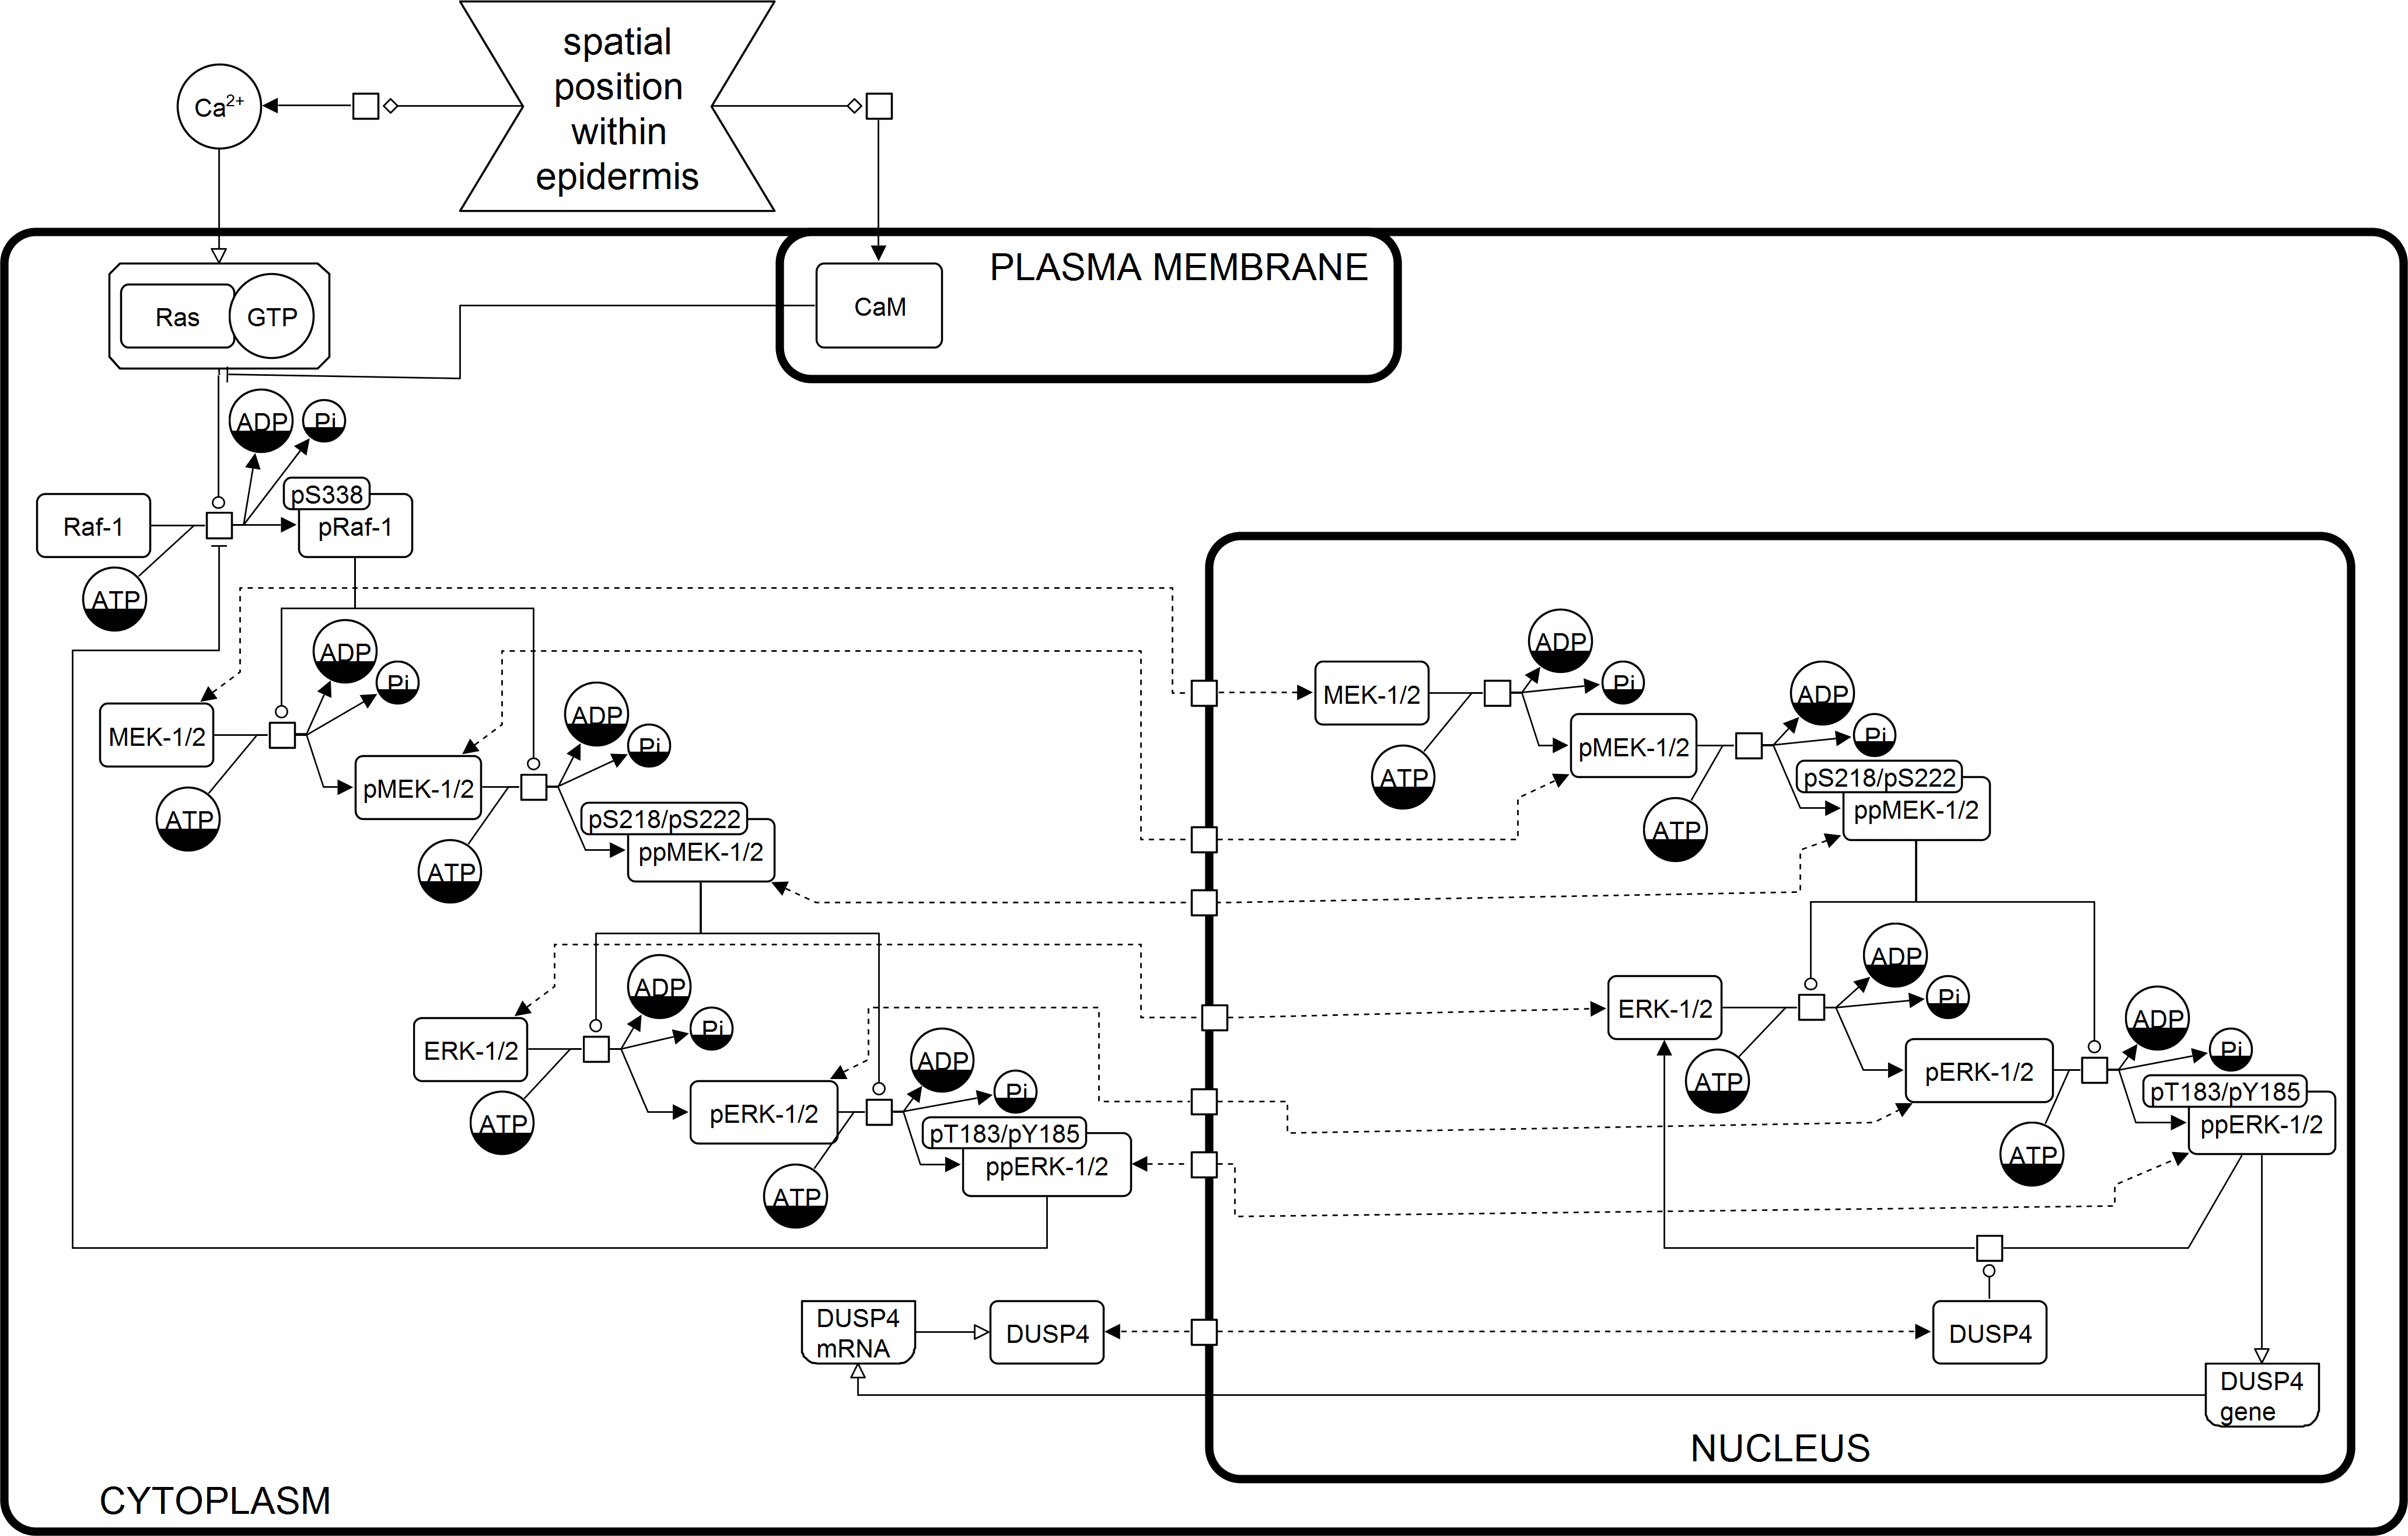 spatial
position
within
epidermis
Ca2+
PLASMA MEMBRANE
CaM
Ras
GTP
ADP
Pi
pS338
Raf-1
pRaf-1
ATP
ADP
Pi
MEK-1/2
ATP
pMEK-1/2
ADP
Pi
ATP
pS218/pS222
ppMEK-1/2
ERK-1/2
ADP
Pi
ATP
pERK-1/2
ADP
Pi
ATP
pT183/pY185
ppERK-1/2
DUSP4
mRNA
DUSP4
MEK-1/2
ADP
Pi
ATP
pMEK-1/2
ADP
Pi
ATP
pS218/pS222
ppMEK-1/2
ERK-1/2
ADP
Pi
ATP
pERK-1/2
ADP
Pi
ATP
pT183/pY185
ppERK-1/2
DUSP4
DUSP4
gene
NUCLEUS
CYTOPLASM